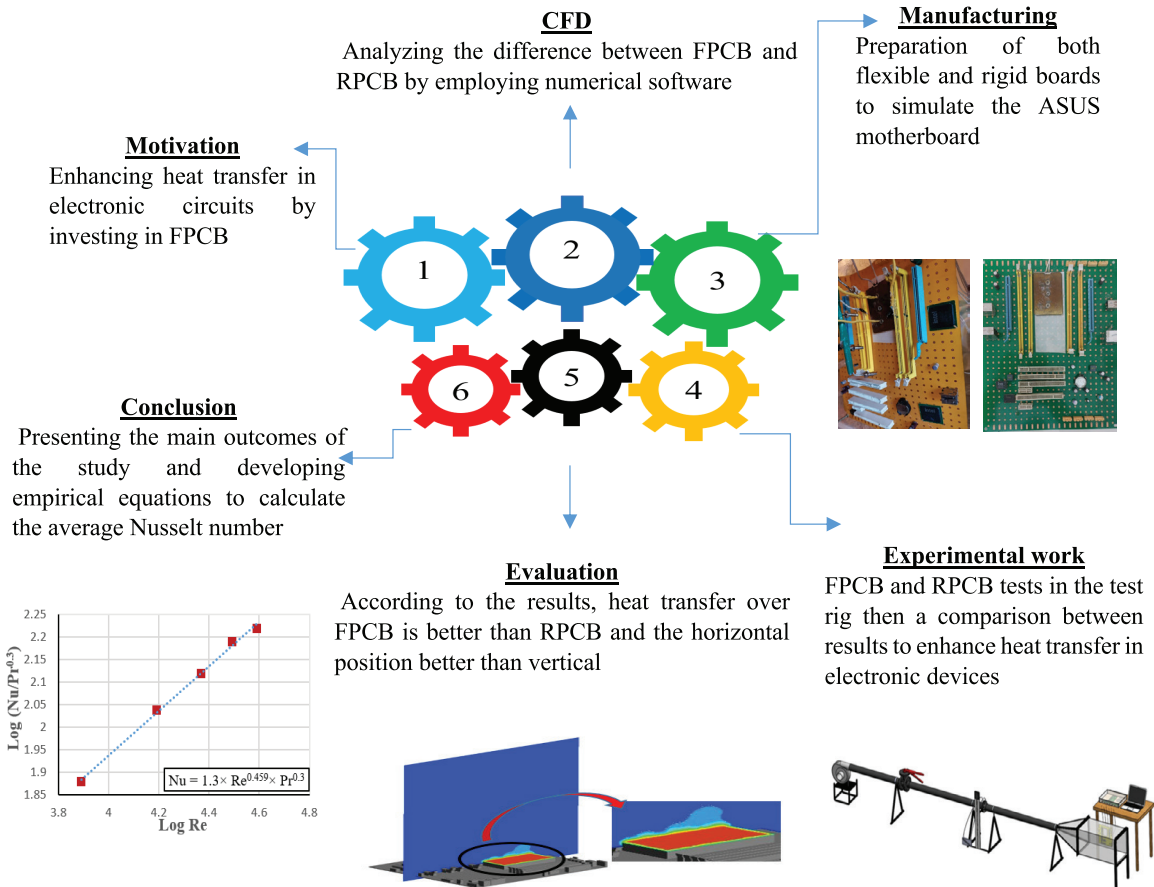 CFD
Analyzing the difference between FPCB and
RPCB by employing numerical software
Manufacturing
Preparation of both
flexible and rigid boards
to simulate the ASUS
motherboard
Motivation
Enhancing heat transfer in
electronic circuits by
investing in FPCB
1
2
3
6
5
4
Conclusion
Presenting the main outcomes of
the study and developing
empirical equations to calculate
the average Nusselt number
Evaluation
According to the results, heat transfer over
FPCB is better than RPCB and the horizontal
position better than vertical
Experimental work
FPCB and RPCB tests in the test
rig then a comparison between
results to enhance heat transfer in
electronic devices
Log (Nu/Pr^0.3)
2.25
2.2
2.15
2.1
2.05
2
1.95
1.9
1.85
Nu = 1.3× Re^0.459× Pr^0.3
3.8 4 4.2 4.4 4.6 4.8
Log Re